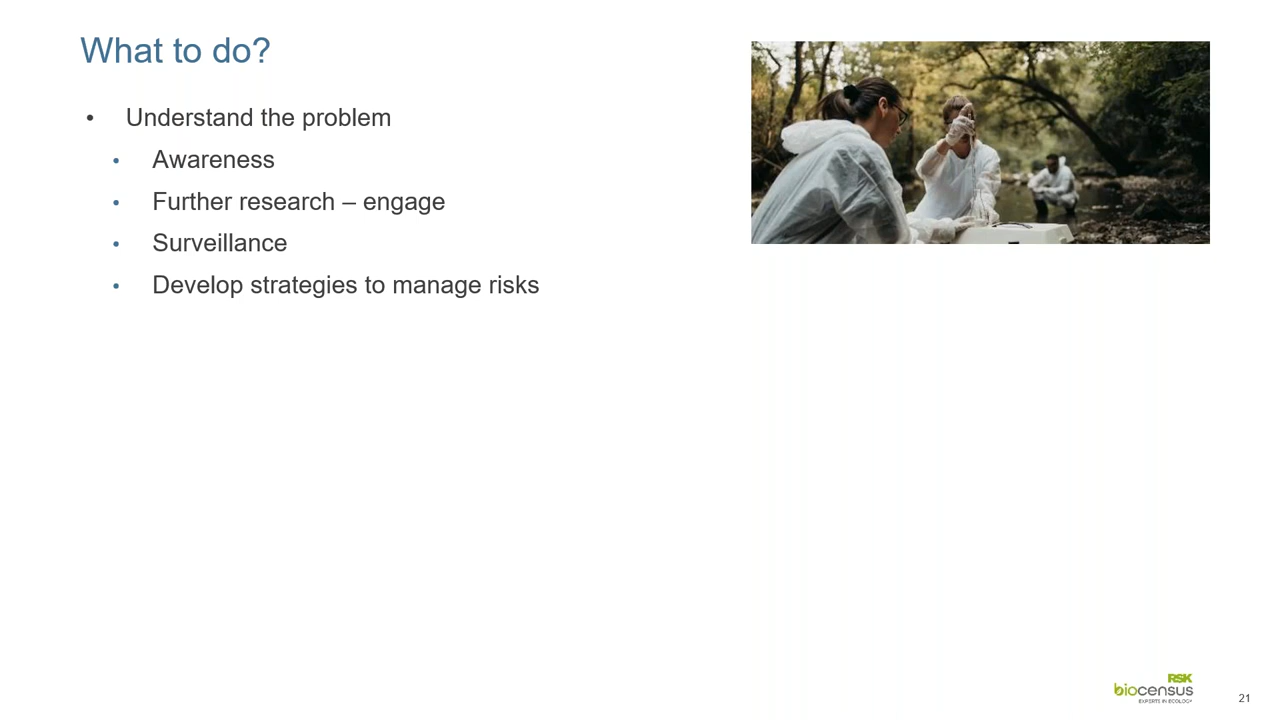 What to do?
• Understand the problem
• Awareness
• Further research – engage
• Surveillance
• Develop strategies to manage risks
RSK
biocensus
EXPERTS IN ECOLOGY
21